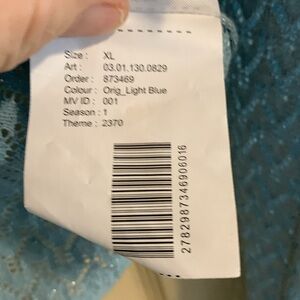 Size : XL
Art : 03.01.130.0829
Order : 873469
Colour : Orig_Light Blue
MV ID : 001
Season : 1
Theme : 2370
2782987346906016